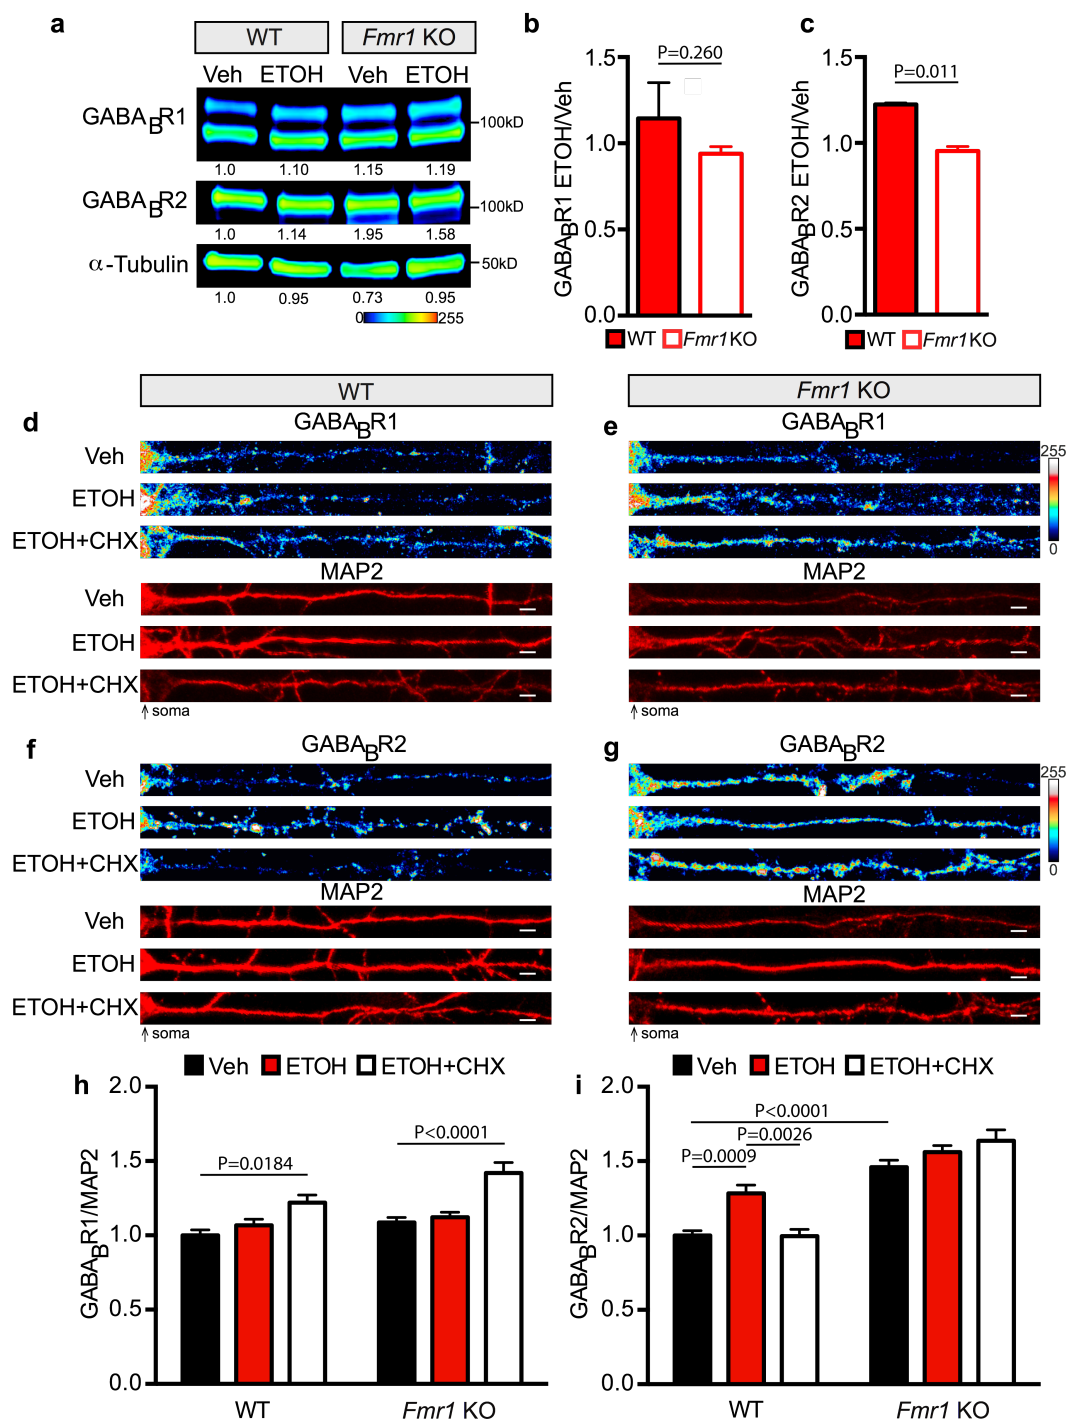 a
WT Fmr1 KO
Veh ETOH Veh ETOH
GABABR1
100kD
1.0 1.10 1.15 1.19
GABABR2
100kD
1.0 1.14 1.95 1.58
α-Tubulin
50kD
1.0 0.95 0.73 0.95
0 255
b
GABABR1 ETOH/Veh
1.5
1.0
0.5
0.0
P=0.260
WT Fmr1KO
c
GABABR2 ETOH/Veh
1.5
1.0
0.5
0.0
P=0.011
WT Fmr1KO
WT
d
GABABR1
Veh
ETOH
ETOH+CHX
MAP2
Veh
ETOH
ETOH+CHX
↑ soma
Fmr1 KO
e
GABABR1
255
0
MAP2
↑ soma
f
GABABR2
Veh
ETOH
ETOH+CHX
MAP2
Veh
ETOH
ETOH+CHX
↑ soma
g
GABABR2
255
0
MAP2
↑ soma
h
Veh ETOH ETOH+CHX
GABABR1/MAP2
2.0
1.5
1.0
0.5
0.0
P=0.0184
P<0.0001
WT Fmr1 KO
i
Veh ETOH ETOH+CHX
GABABR2/MAP2
2.0
1.5
1.0
0.5
0.0
P<0.0001
P=0.0026
P=0.0009
WT Fmr1 KO